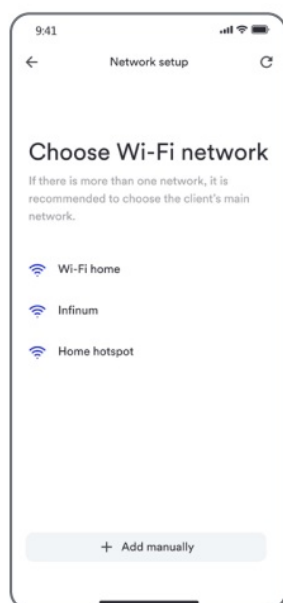 9:41
Network setup
Choose Wi-Fi network
If there is more than one network, it is
recommended to choose the client's main
network.
Wi-Fi home
Infinum
Home hotspot
+ Add manually